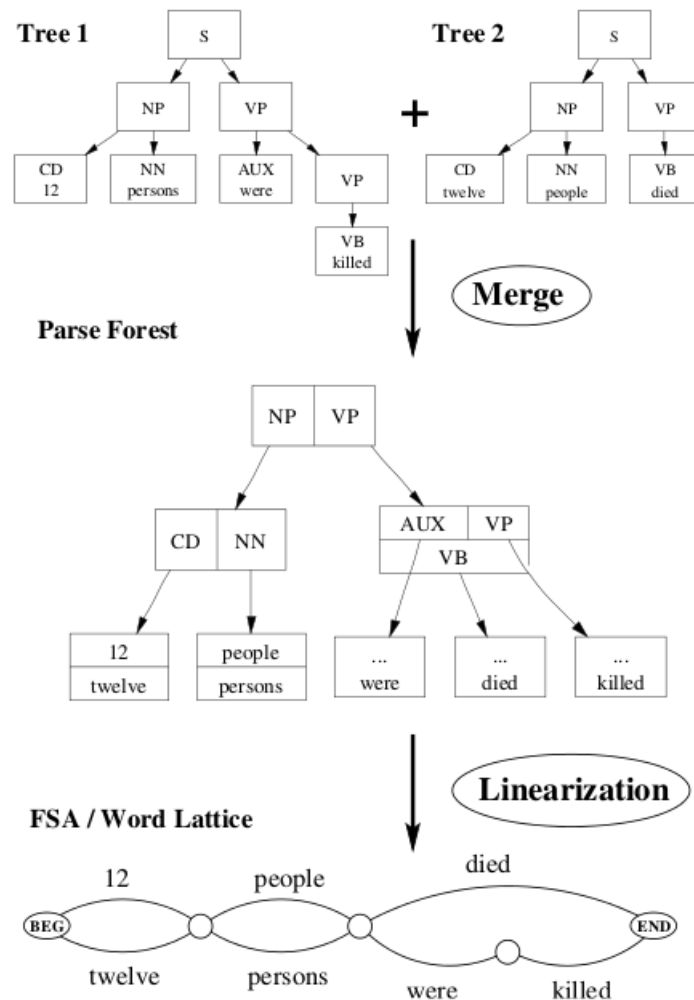 Tree 1
Tree 2
S
S
NP
VP
+
NP
VP
CD
12
NN
persons
AUX
were
VP
CD
twelve
NN
people
VB
died
VB
killed
Merge
Parse Forest
NP VP
CD NN
AUX VP
VB
12
twelve
people
persons
...
were
...
died
...
killed
Linearization
FSA / Word Lattice
12
people
died
BEG
END
twelve
persons
were
killed